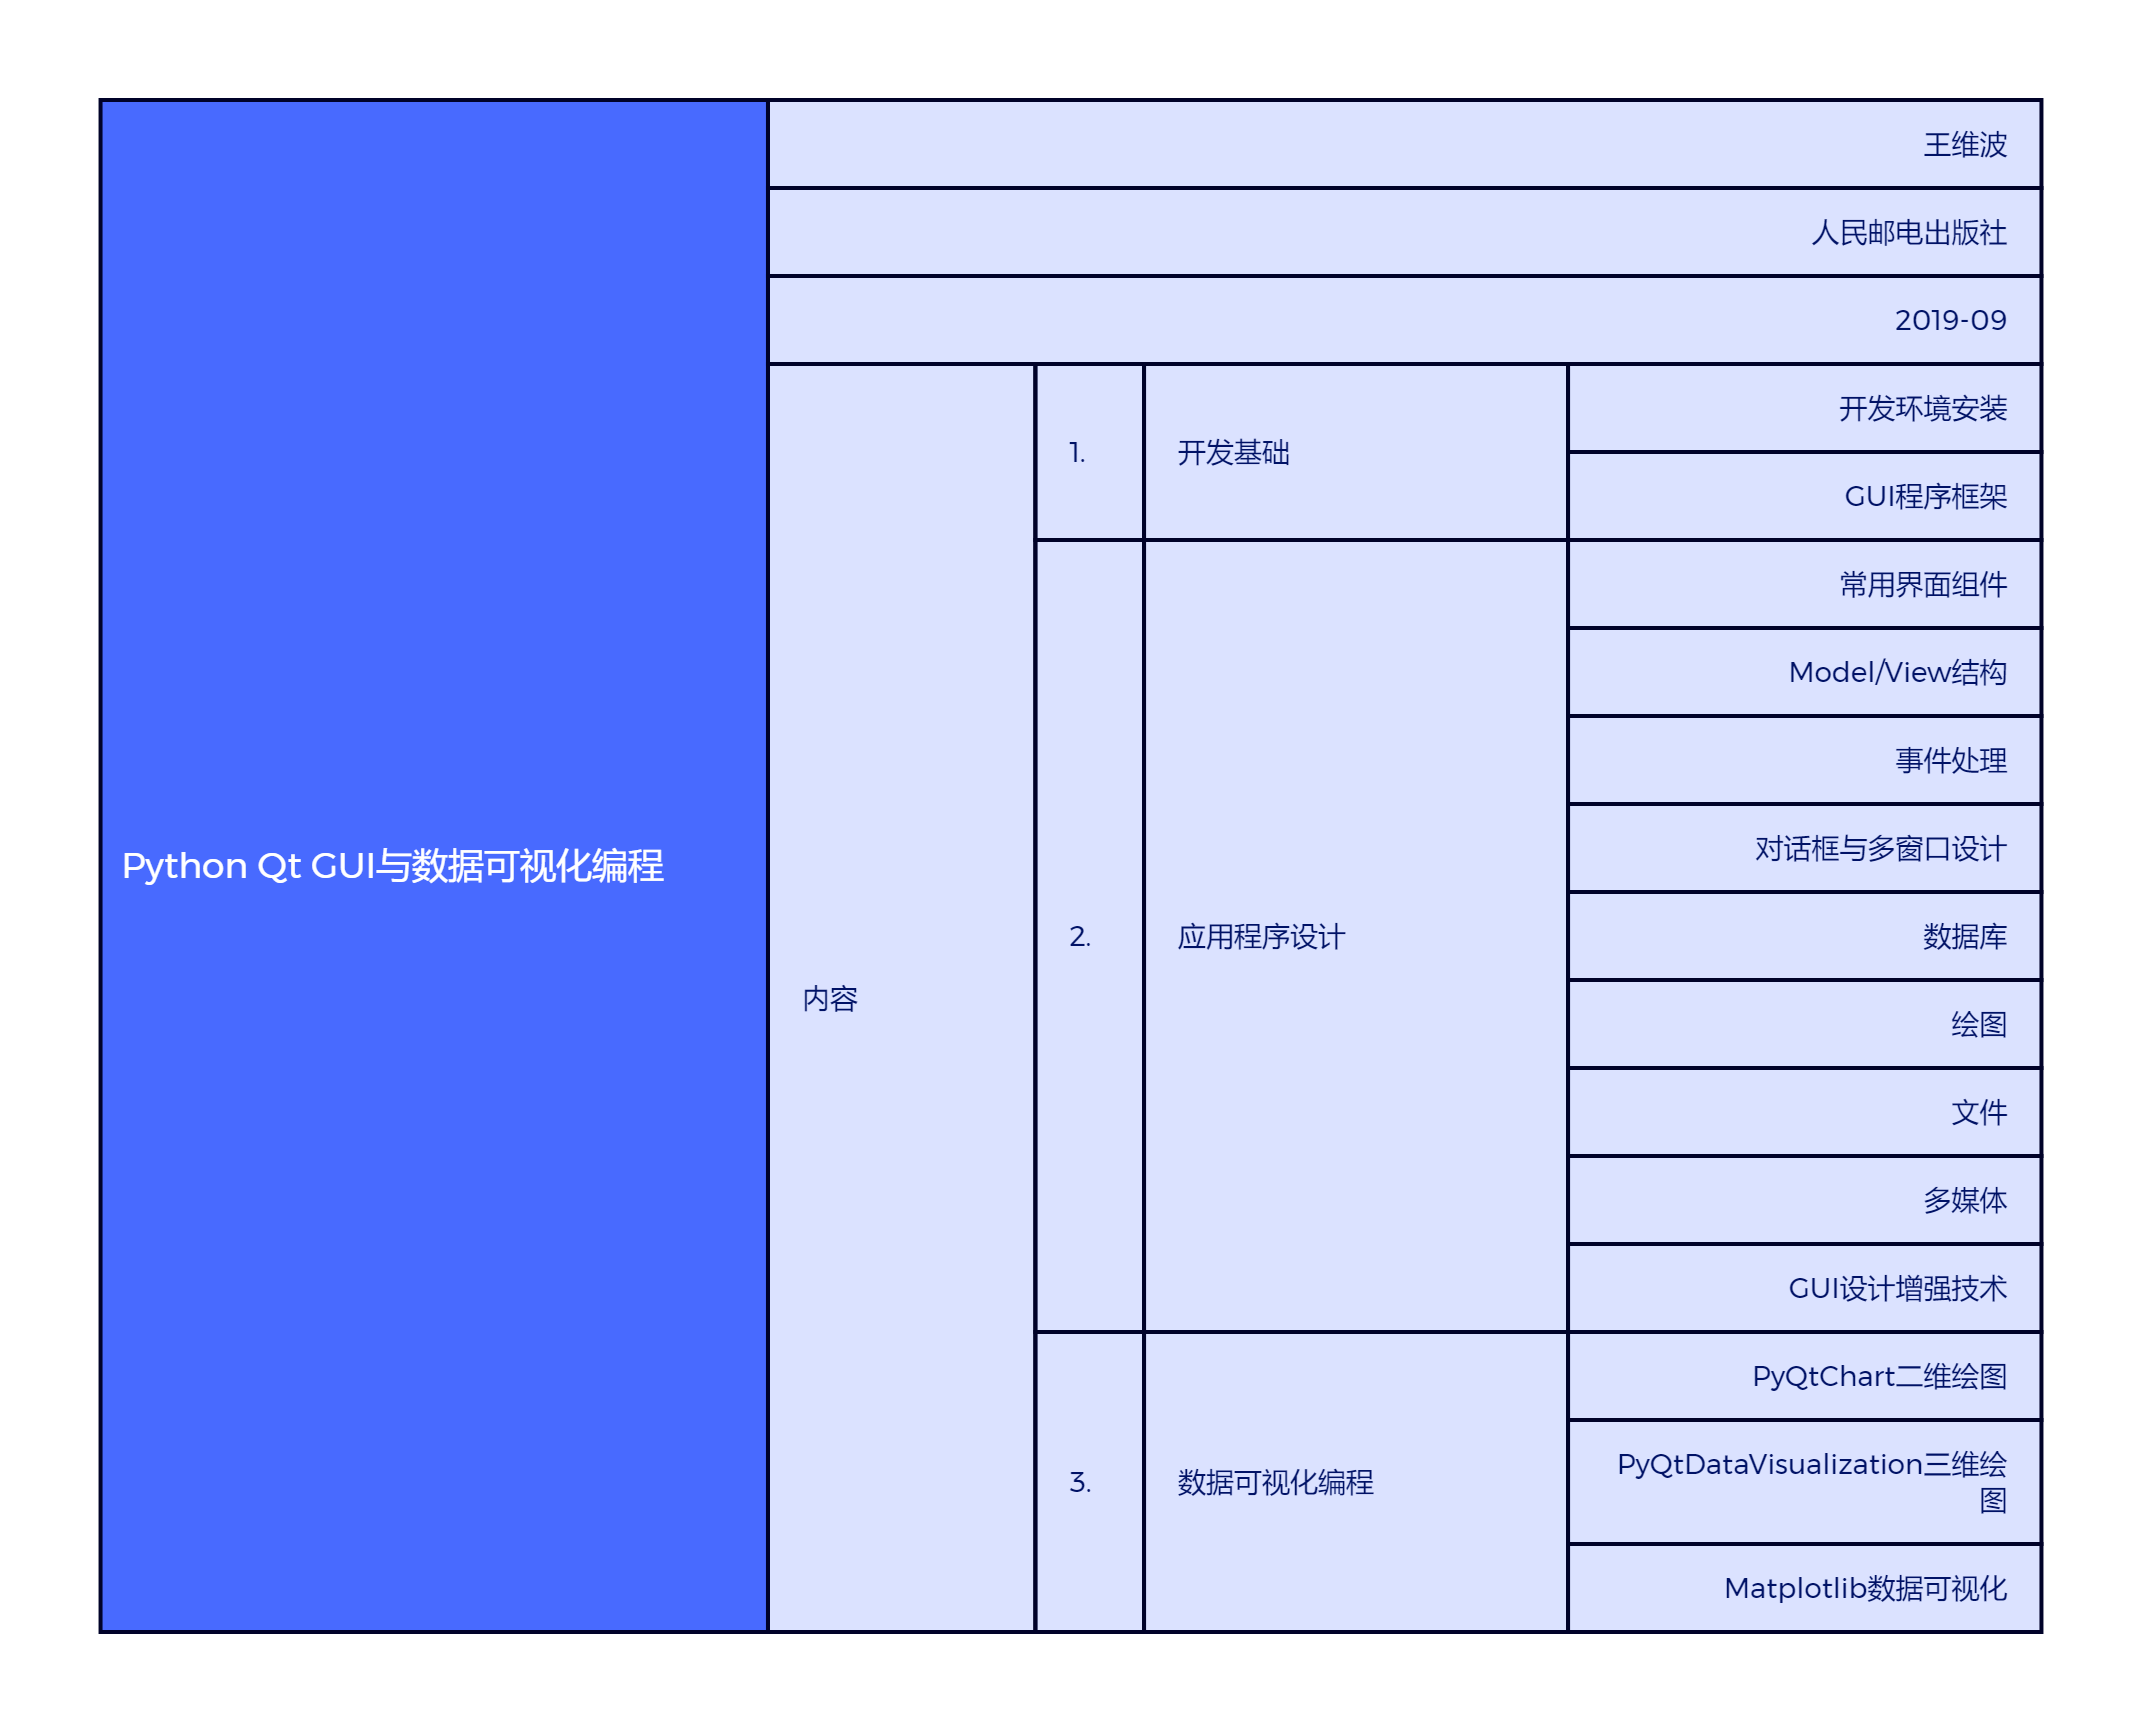 Python Qt GUI与数据可视化编程
王维波
人民邮电出版社
2019-09
内容
1.
开发基础
开发环境安装
GUI程序框架
2.
应用程序设计
常用界面组件
Model/View结构
事件处理
对话框与多窗口设计
数据库
绘图
文件
多媒体
GUI设计增强技术
3.
数据可视化编程
PyQtChart二维绘图
PyQtDataVisualization三维绘
图
Matplotlib数据可视化